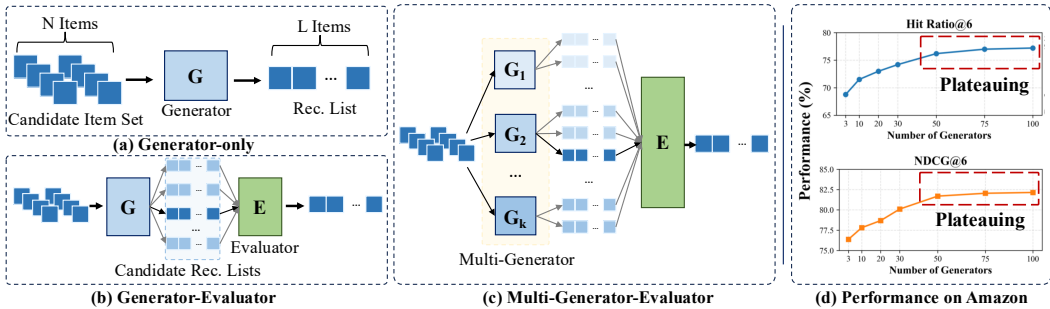 N Items
L Items
G
...
Candidate Item Set
Generator
Rec. List
(a) Generator-only
G
...
...
...
...
...
E
...
Evaluator
Candidate Rec. Lists
(b) Generator-Evaluator
G1
G2
...
Gk
...
...
...
...
...
...
...
...
...
E
...
Multi-Generator
(c) Multi-Generator-Evaluator
Hit Ratio@6
80
75
70
65
Plateauing
3 10 20 30 50 75 100
Number of Generators
Performance (%)
NDCG@6
85.0
82.5
80.0
77.5
75.0
Plateauing
3 10 20 30 50 75 100
Number of Generators
(d) Performance on Amazon